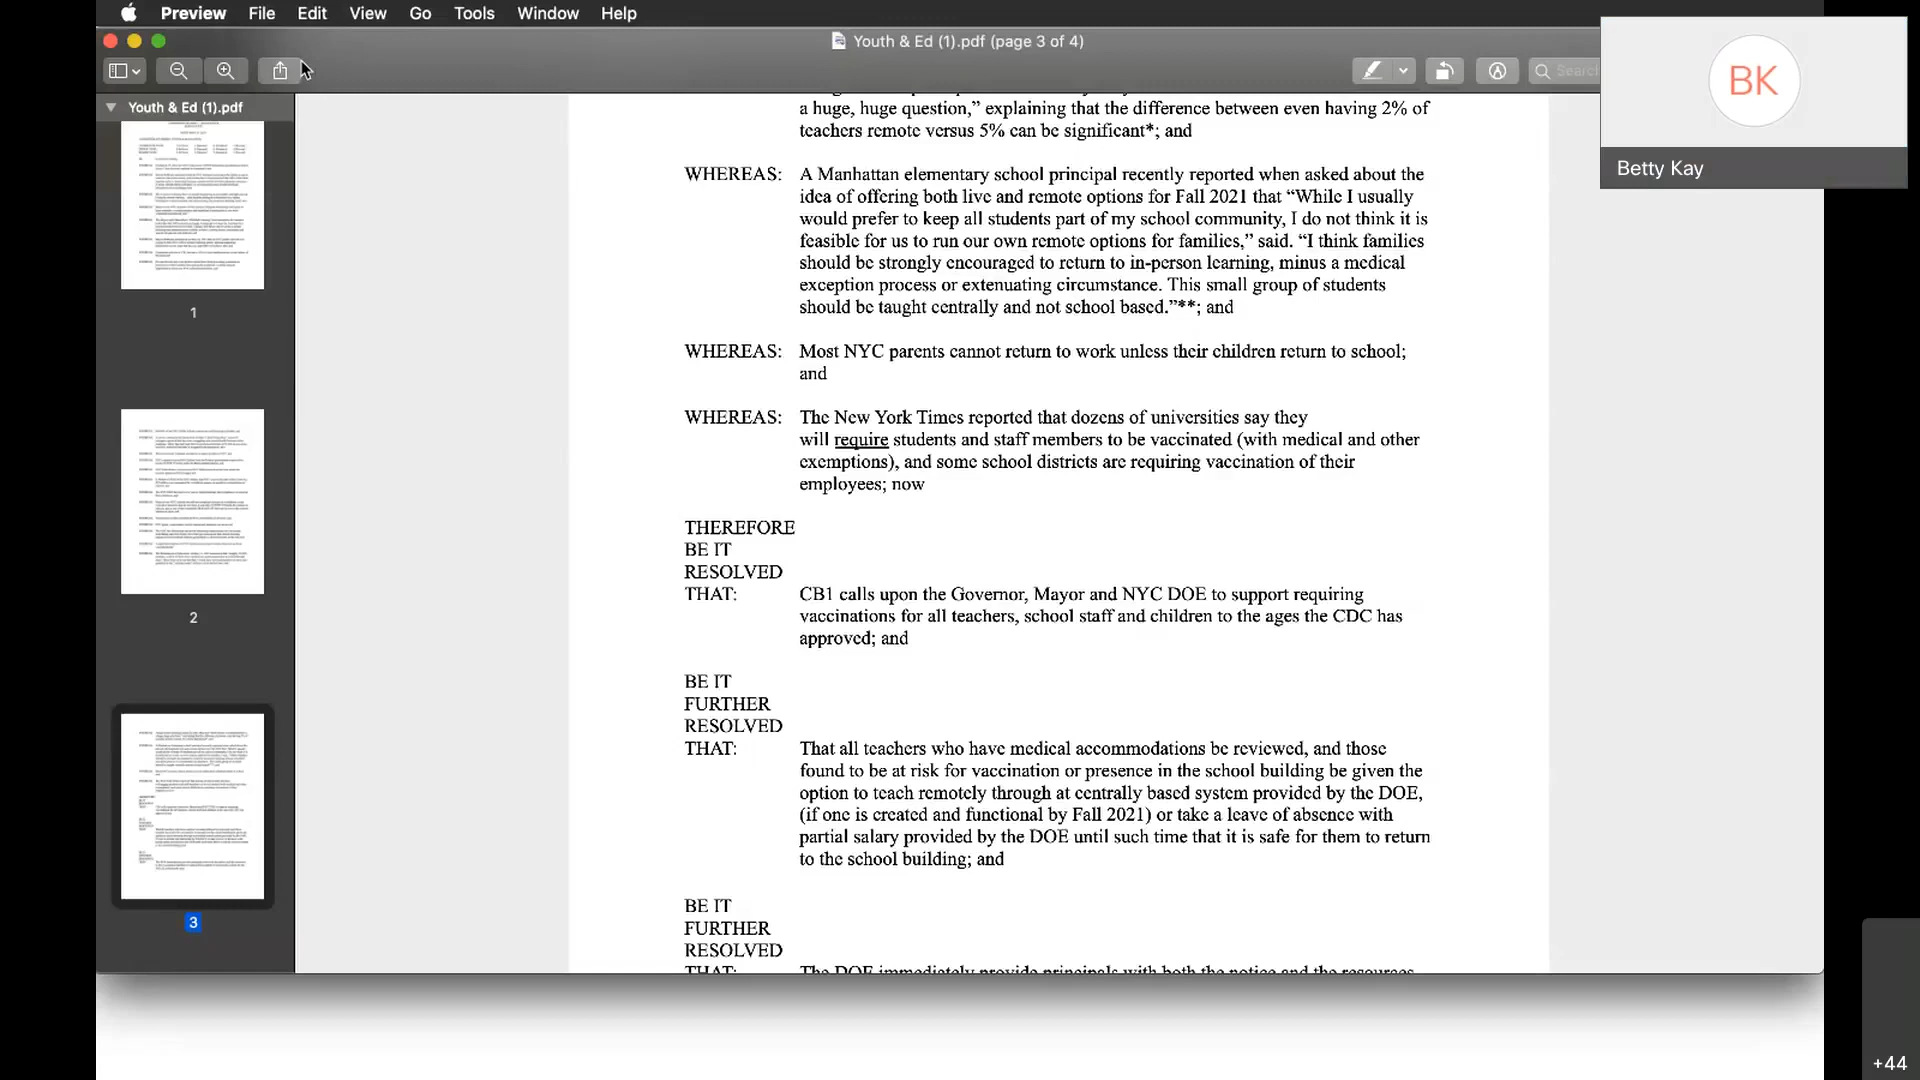 Preview File Edit View Go Tools Window Help
Youth & Ed (1).pdf (page 3 of 4)
Search
BK
Betty Kay
Youth & Ed (1).pdf
1
2
3
a huge, huge question,” explaining that the difference between even having 2% of
teachers remote versus 5% can be significant*; and
WHEREAS: A Manhattan elementary school principal recently reported when asked about the
idea of offering both live and remote options for Fall 2021 that “While I usually
would prefer to keep all students part of my school community, I do not think it is
feasible for us to run our own remote options for families,” said. “I think families
should be strongly encouraged to return to in-person learning, minus a medical
exception process or extenuating circumstance. This small group of students
should be taught centrally and not school based.”**; and
WHEREAS: Most NYC parents cannot return to work unless their children return to school;
and
WHEREAS: The New York Times reported that dozens of universities say they
will require students and staff members to be vaccinated (with medical and other
exemptions), and some school districts are requiring vaccination of their
employees; now
THEREFORE
BE IT
RESOLVED
THAT: CB1 calls upon the Governor, Mayor and NYC DOE to support requiring
vaccinations for all teachers, school staff and children to the ages the CDC has
approved; and
BE IT
FURTHER
RESOLVED
THAT: That all teachers who have medical accommodations be reviewed, and those
found to be at risk for vaccination or presence in the school building be given the
option to teach remotely through at centrally based system provided by the DOE,
(if one is created and functional by Fall 2021) or take a leave of absence with
partial salary provided by the DOE until such time that it is safe for them to return
to the school building; and
BE IT
FURTHER
RESOLVED
THAT: The DOE immediately provide principals with both the notice and the resources
+44